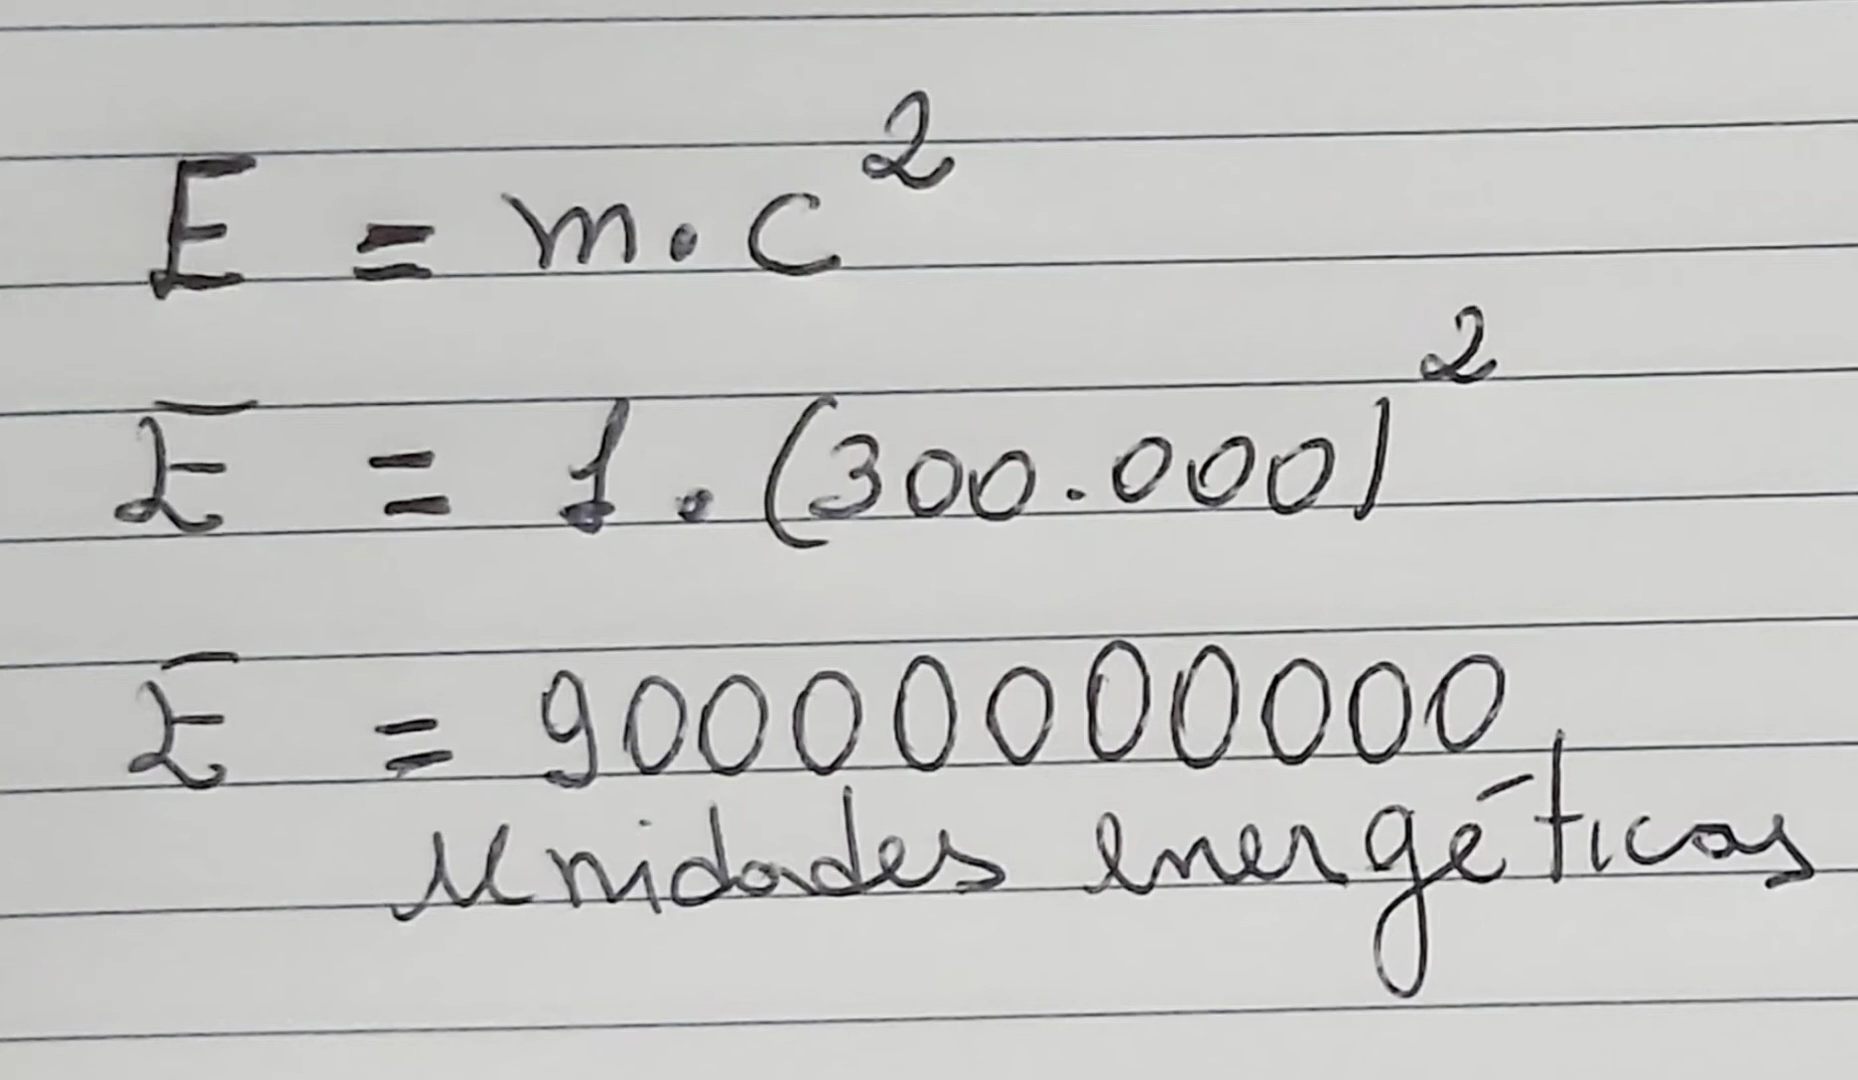 E = m.c²
E = 1.(300.000)²
E = 90000000000
Unidades energéticas